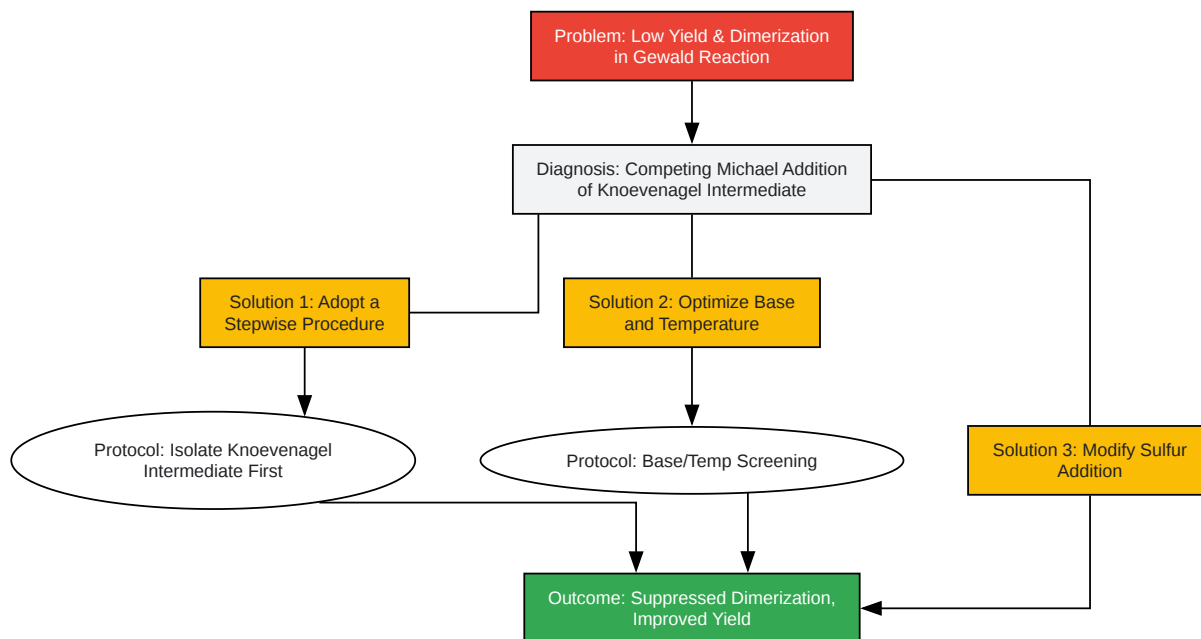 Problem: Low Yield & Dimerization
in Gewald Reaction
Diagnosis: Competing Michael Addition
of Knoevenagel Intermediate
Solution 1: Adopt a
Stepwise Procedure
Solution 2: Optimize Base
and Temperature
Protocol: Isolate Knoevenagel
Intermediate First
Protocol: Base/Temp Screening
Solution 3: Modify Sulfur
Addition
Outcome: Suppressed Dimerization,
Improved Yield